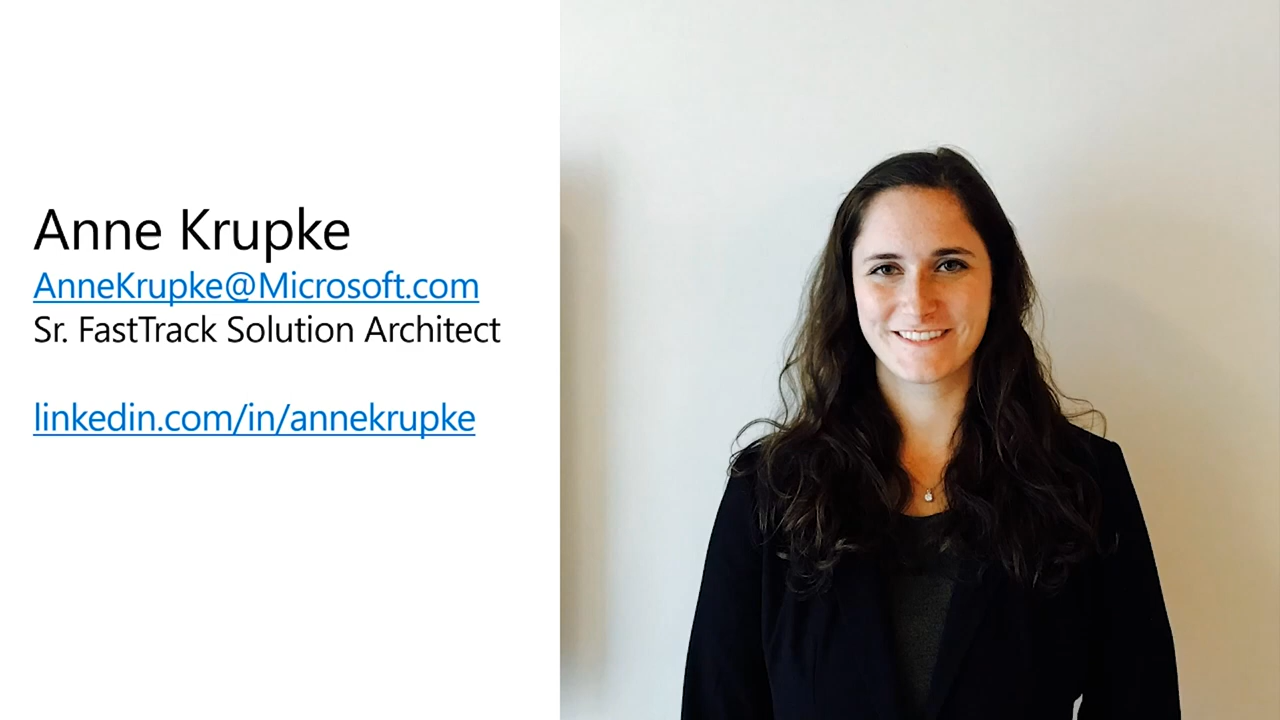 Anne Krupke
AnneKrupke@Microsoft.com
Sr. FastTrack Solution Architect
linkedin.com/in/annekrupke